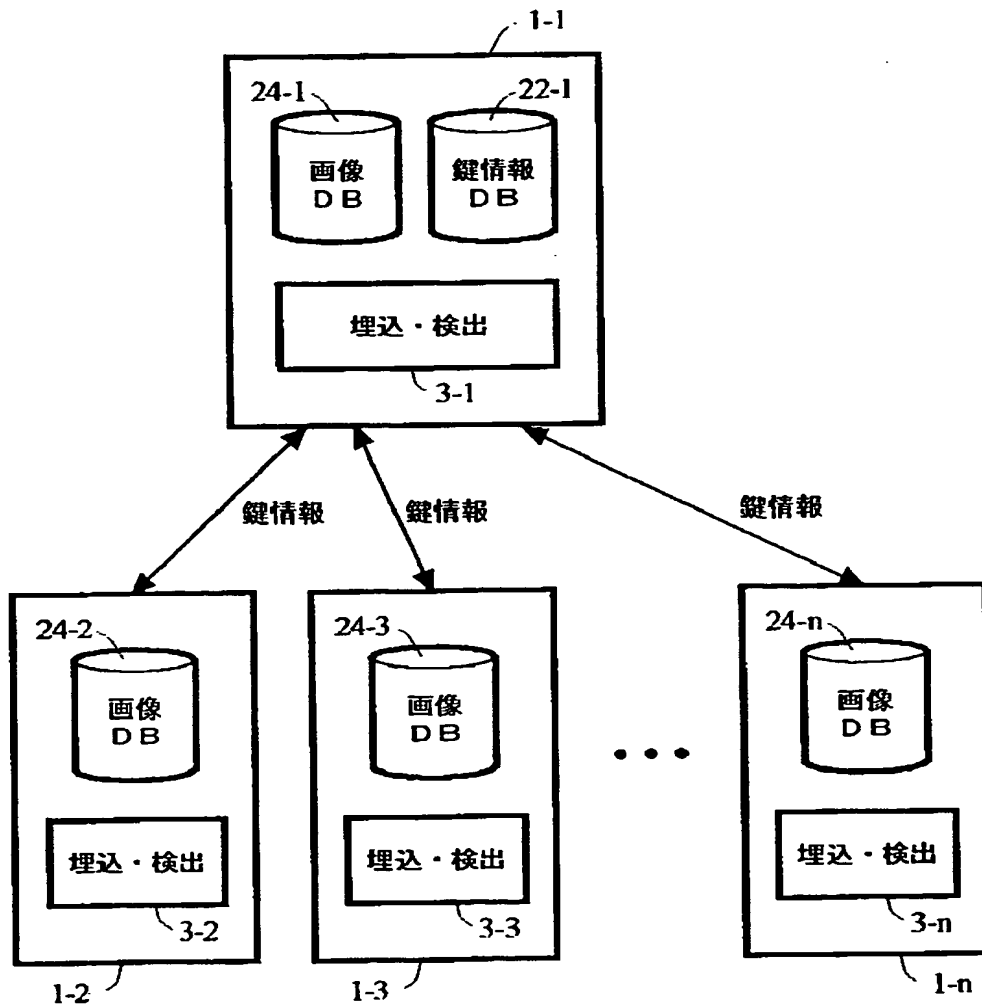 1-1
24-1
22-1
画像
DB
鍵情報
DB
埋込・検出
3-1
鍵情報
鍵情報
鍵情報
24-2
画像
DB
埋込・検出
3-2
1-2
24-3
画像
DB
埋込・検出
3-3
1-3
• • •
24-n
画像
DB
埋込・検出
3-n
1-n